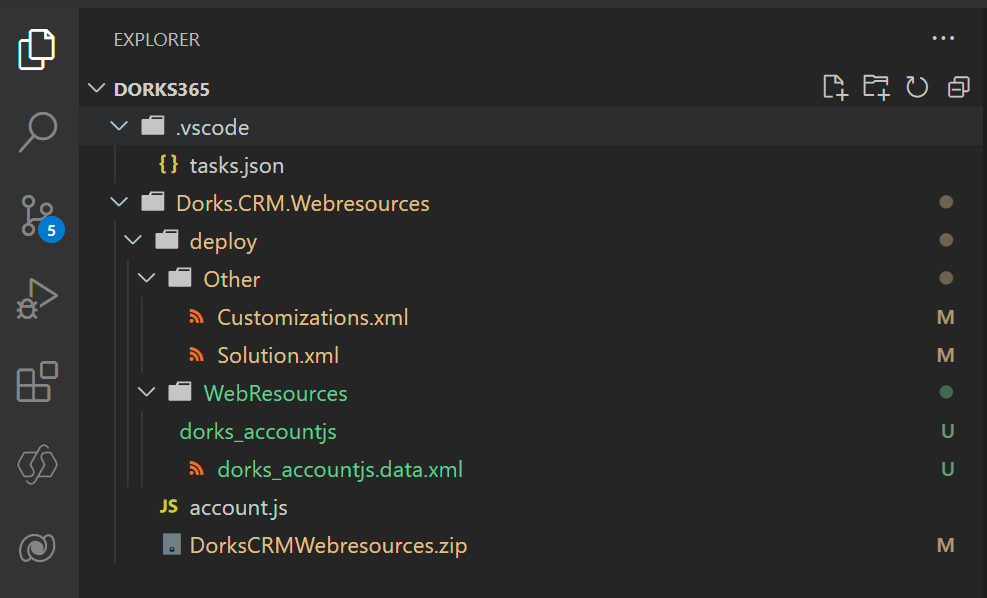 EXPLORER
DORKS365
.vscode
{} tasks.json
5
Dorks.CRM.Webresources
deploy
Other
Customizations.xml M
Solution.xml M
WebResources
dorks_accountjs U
dorks_accountjs.data.xml U
JS account.js
DorksCRMWebresources.zip M